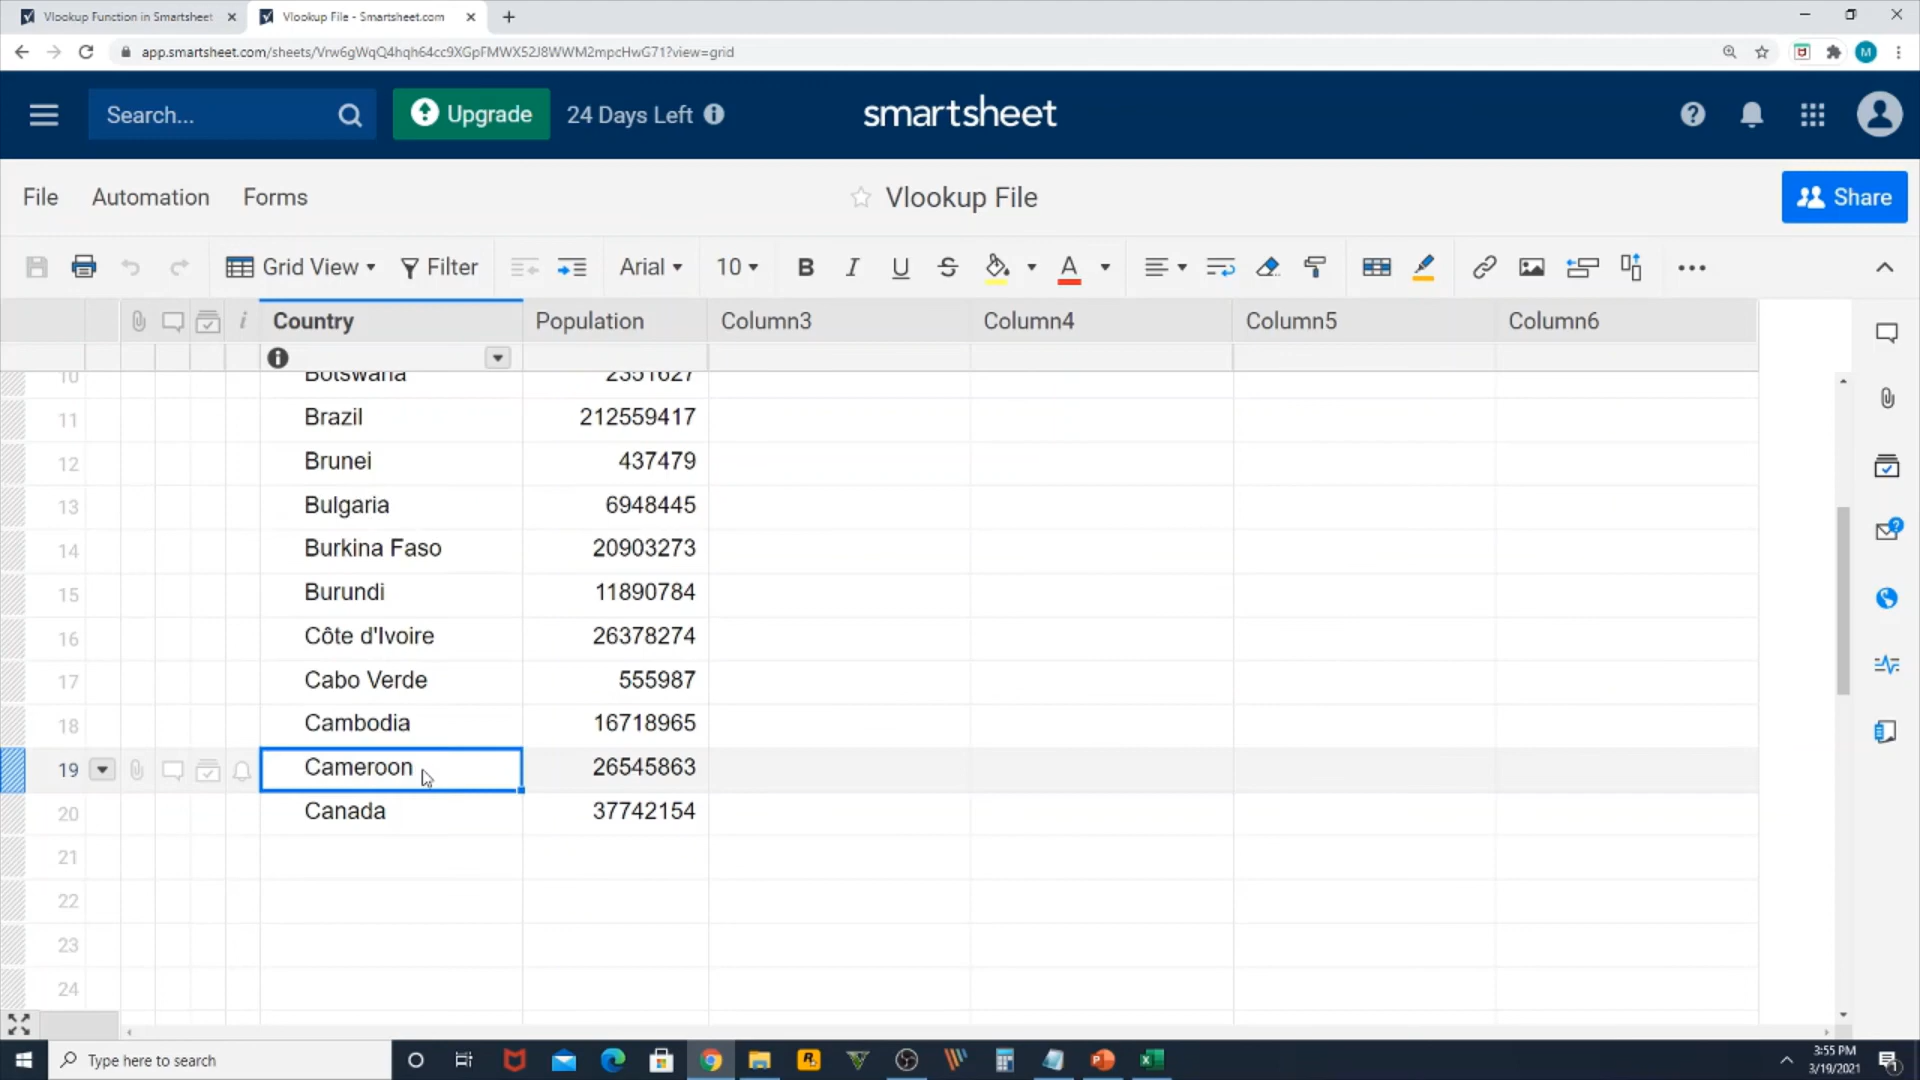 Vlookup Function in Smartsheet
Vlookup File - Smartsheet.com
app.smartsheet.com/sheets/Vrw6gWqQ4hqh64cc9XGpFMWX52J8WWM2mpcHwG71?view=grid
M
Search...
Upgrade
24 Days Left
smartsheet
File Automation Forms
Vlookup File
Share
Grid View
Filter
Arial
10
B I U S A
Country Population Column3 Column4 Column5 Column6
10 Botswana 2351627
11 Brazil 212559417
12 Brunei 437479
13 Bulgaria 6948445
14 Burkina Faso 20903273
15 Burundi 11890784
16 Côte d'Ivoire 26378274
17 Cabo Verde 555987
18 Cambodia 16718965
19 Cameroon 26545863
20 Canada 37742154
21
22
23
24
Type here to search
3:55 PM
3/19/2021